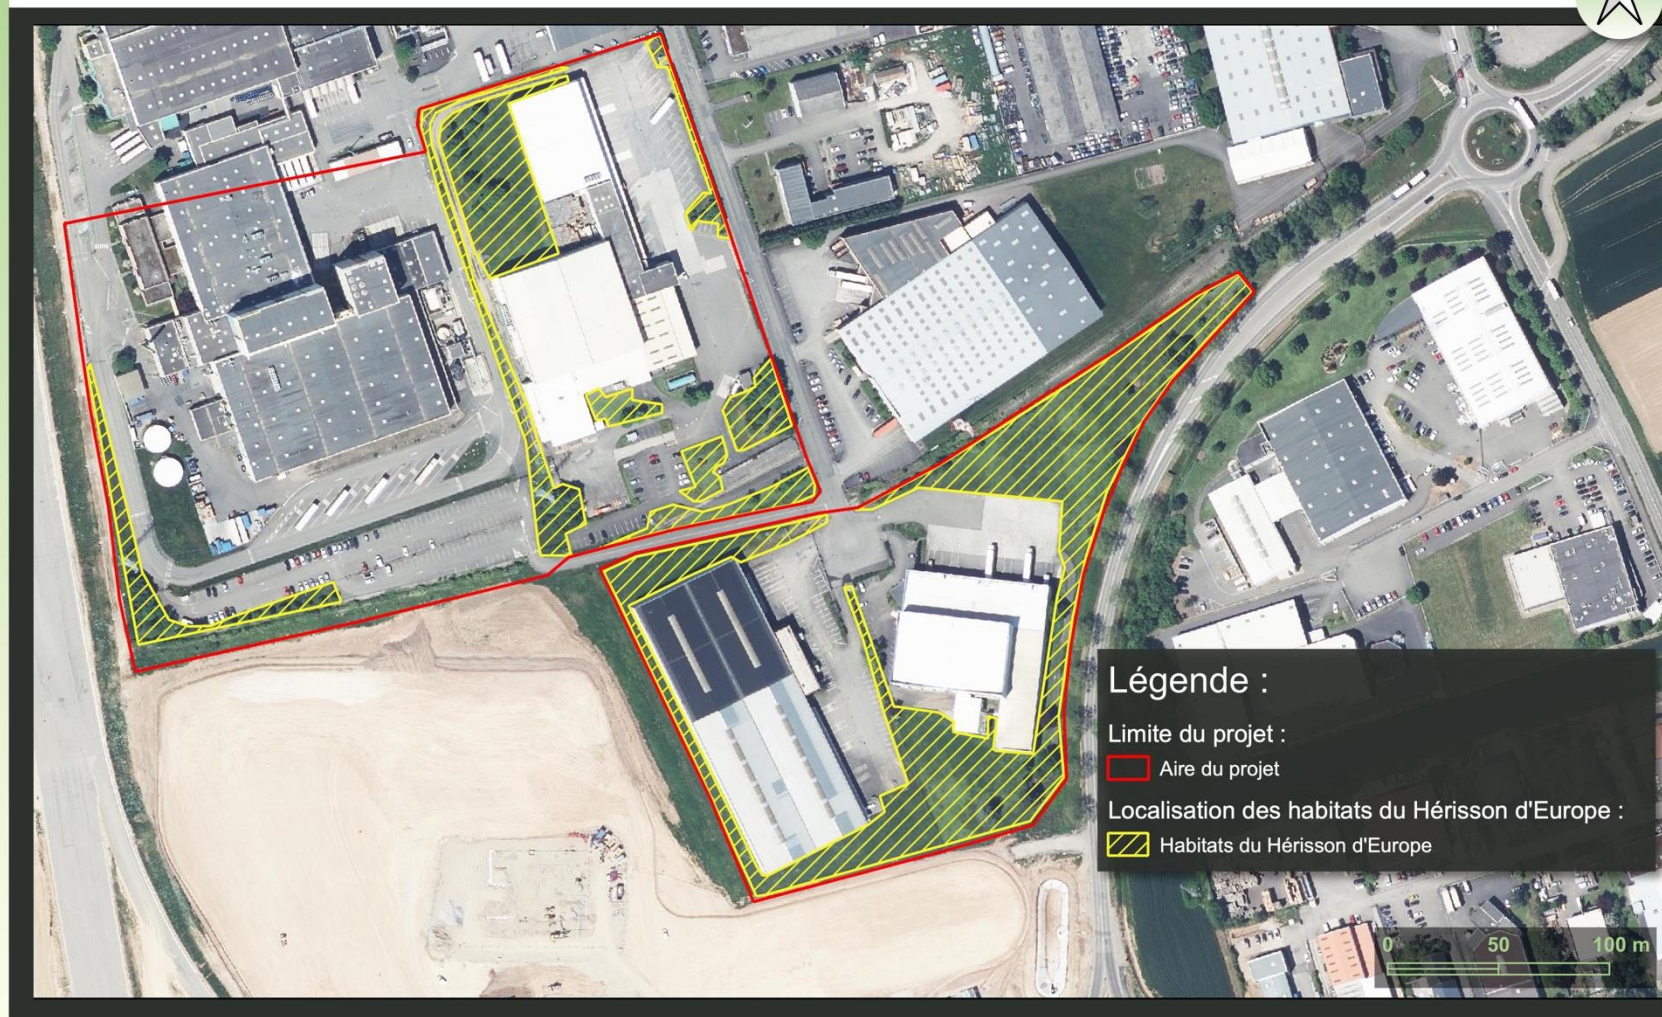 Légende :
Limite du projet :
Aire du projet
Localisation des habitats du Hérisson d'Europe :
Habitats du Hérisson d'Europe
0 50 100 m